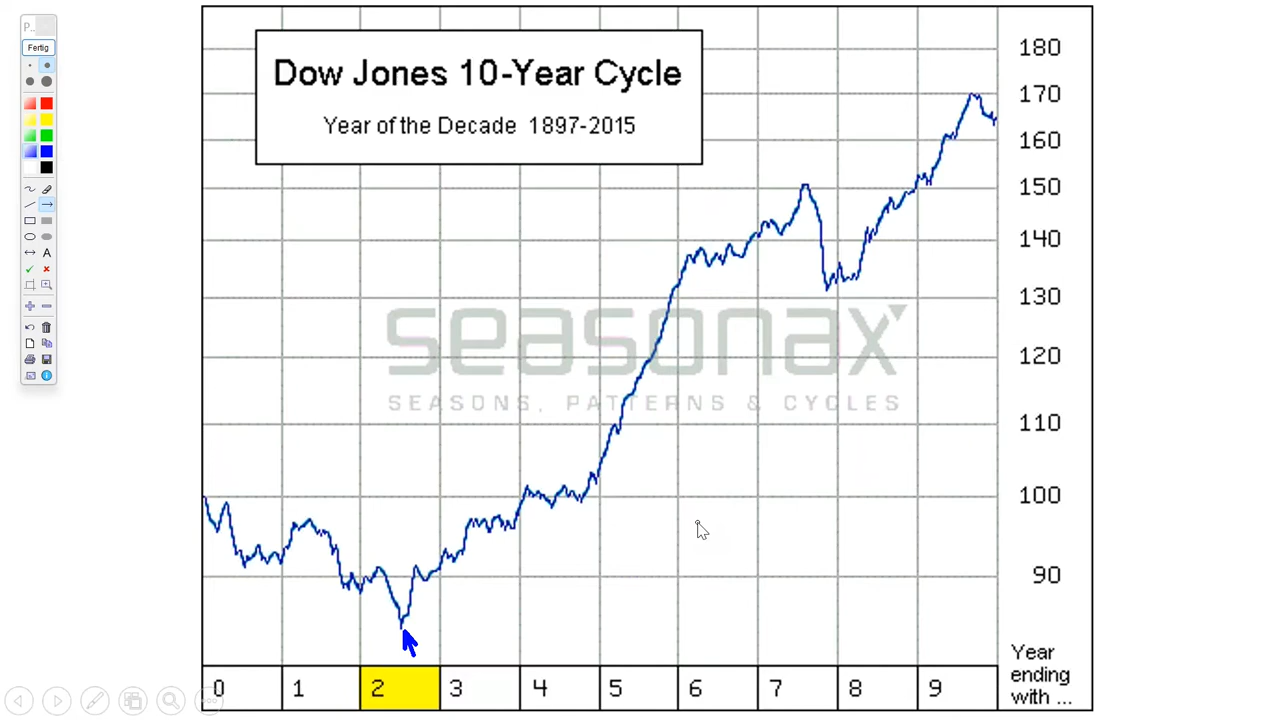 P..
Fertig
A
Dow Jones 10-Year Cycle
Year of the Decade 1897-2015
180
170
160
150
140
130
120
110
100
90
seasonax
SEASONS, PATTERNS & CYCLES
Year
ending
with ...
0 1 2 3 4 5 6 7 8 9